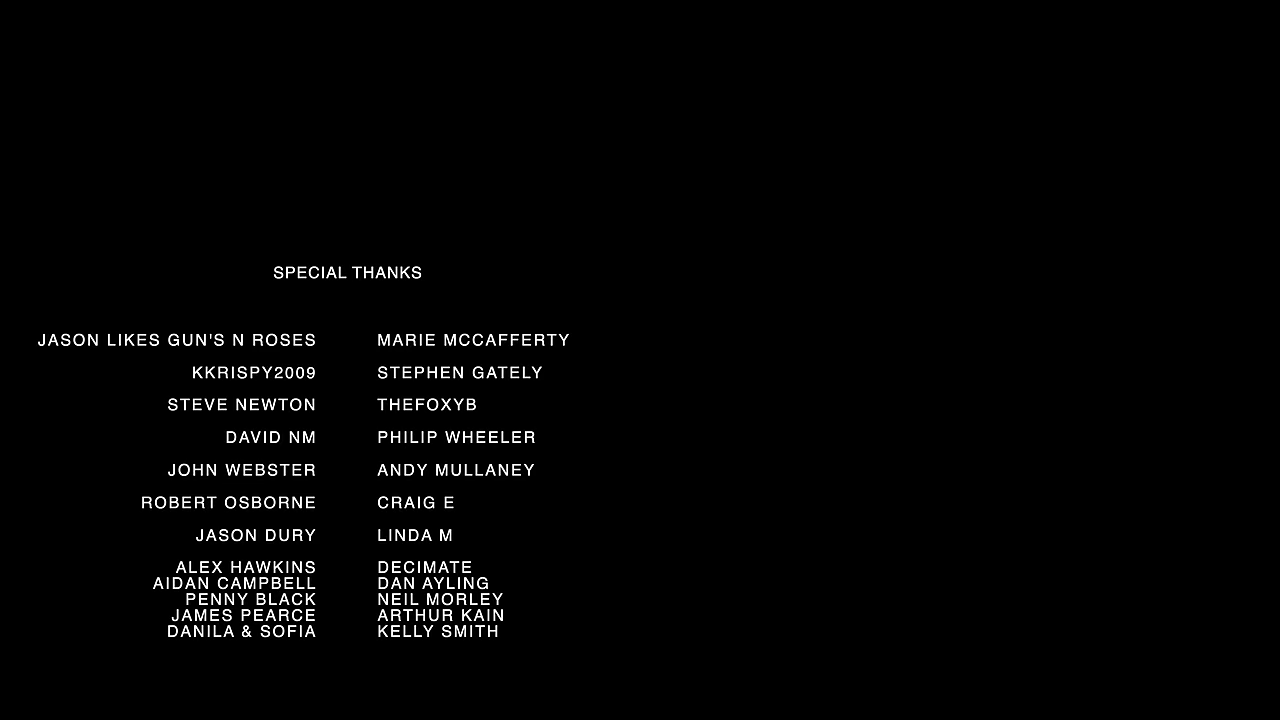 SPECIAL THANKS
JASON LIKES GUN'S N ROSES MARIE MCCAFFERTY
KKRISPY2009 STEPHEN GATELY
STEVE NEWTON THEFOXYB
DAVID NM PHILIP WHEELER
JOHN WEBSTER ANDY MULLANEY
ROBERT OSBORNE CRAIG E
JASON DURY LINDA M
ALEX HAWKINS DECIMATE
AIDAN CAMPBELL DAN AYLING
PENNY BLACK NEIL MORLEY
JAMES PEARCE ARTHUR KAIN
DANILA & SOFIA KELLY SMITH